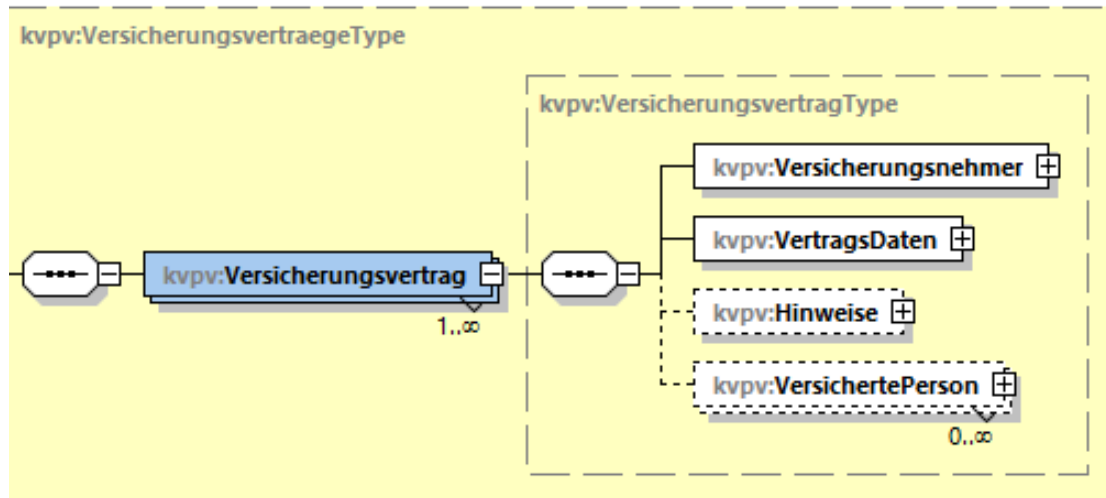 kvpv:VersicherungsvertraegeType
kvpv:VersicherungsvertragType
kvpv:Versicherungsnehmer
kvpv:VertragsDaten
kvpv:Versicherungsvertrag
1..∞
kvpv:Hinweise
kvpv:VersichertePerson
0..∞